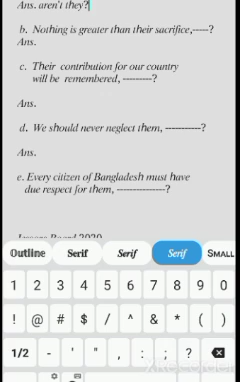 Ans. aren't they?
b. Nothing is greater than their sacrifice,-----?
Ans.
c. Their contribution for our country
will be remembered, ---------?
Ans.
d. We should never neglect them, -----------?
Ans.
e. Every citizen of Bangladesh must have
due respect for them, ---------------?
Outline Serif Serif Serif SMALL
1 2 3 4 5 6 7 8 9 0
! @ # $ / ^ & * ( )
1/2 - ' " , : ; ?